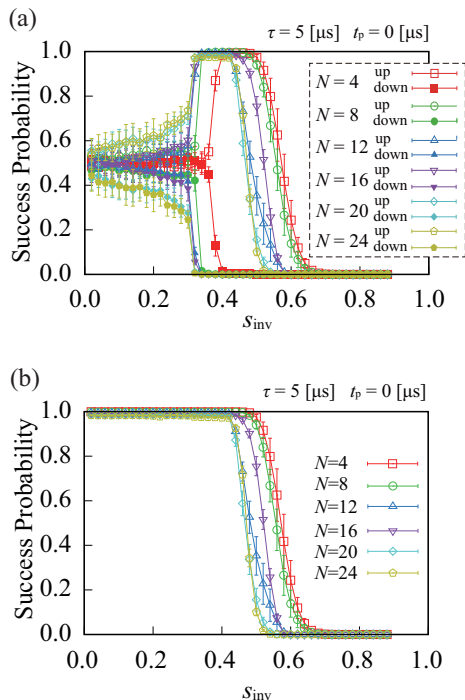 (a)
τ = 5 [μs] t_p = 0 [μs]
Success Probability
1.0
0.8
0.6
0.4
0.2
0.0
N = 4 up
down
N = 8 up
down
N = 12 up
down
N = 16 up
down
N = 20 up
down
N = 24 up
down
0.0 0.2 0.4 0.6 0.8 1.0
s_inv
(b)
τ = 5 [μs] t_p = 0 [μs]
Success Probability
1.0
0.8
0.6
0.4
0.2
0.0
N=4
N=8
N=12
N=16
N=20
N=24
0.0 0.2 0.4 0.6 0.8 1.0
s_inv